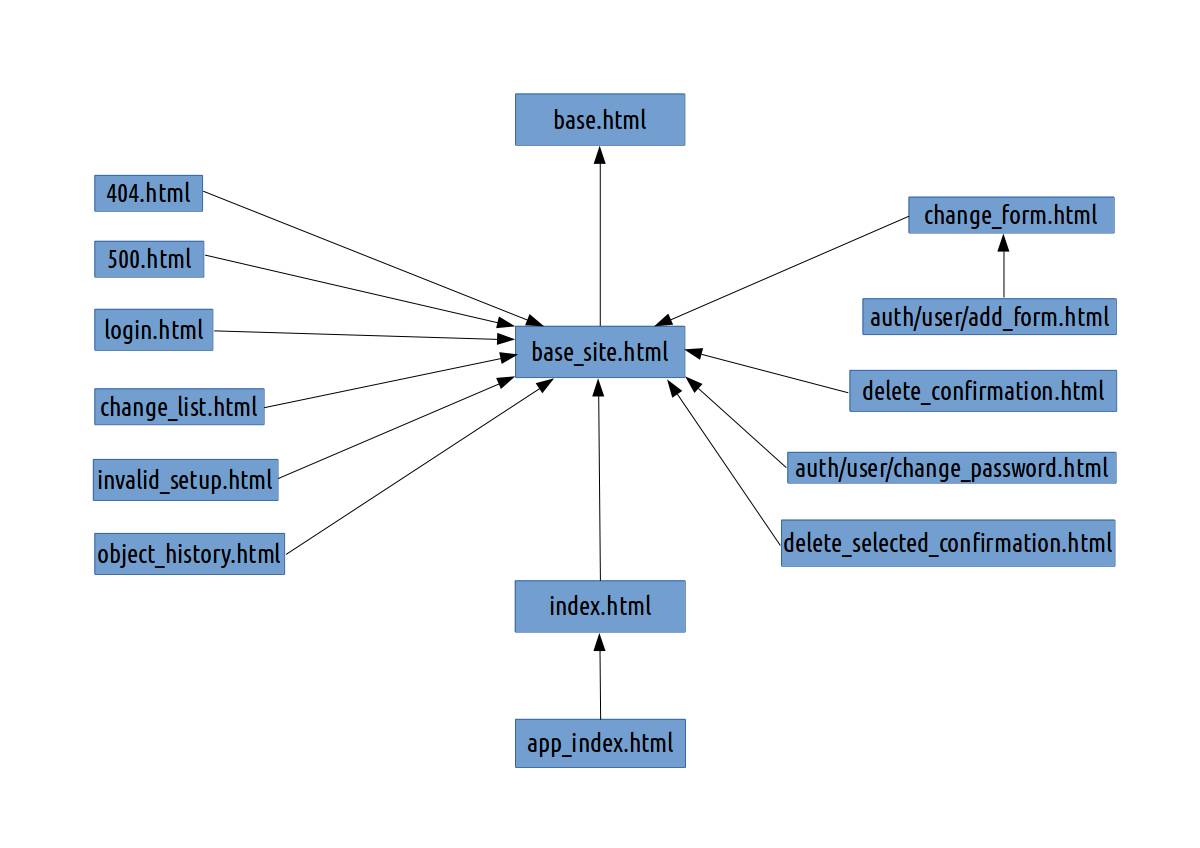 base.html
404.html
change_form.html
500.html
auth/user/add_form.html
login.html
base_site.html
delete_confirmation.html
change_list.html
auth/user/change_password.html
invalid_setup.html
delete_selected_confirmation.html
object_history.html
index.html
app_index.html